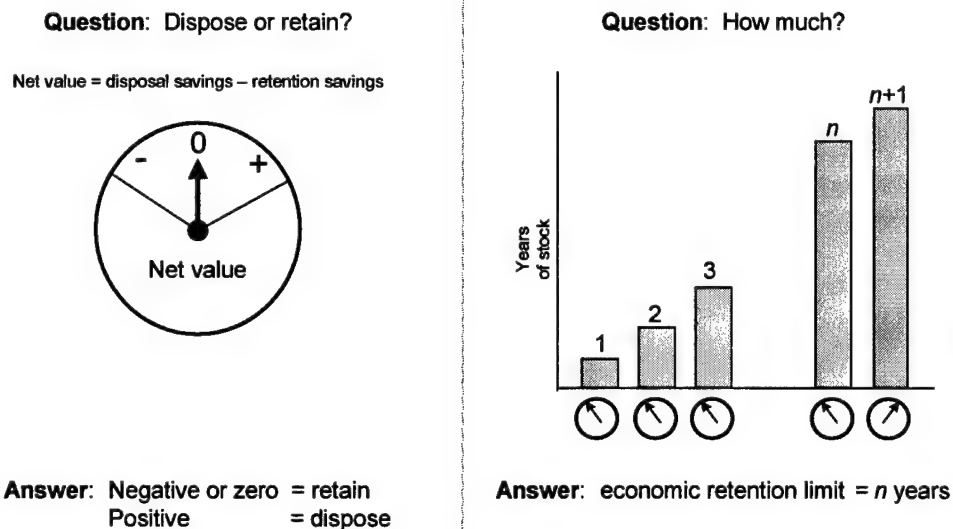 Question: Dispose or retain?
Net value = disposal savings – retention savings
- 0 +
Net value
Answer: Negative or zero = retain
Positive = dispose
Question: How much?
Years
of stock
1
2
3
n
n+1
Answer: economic retention limit = n years